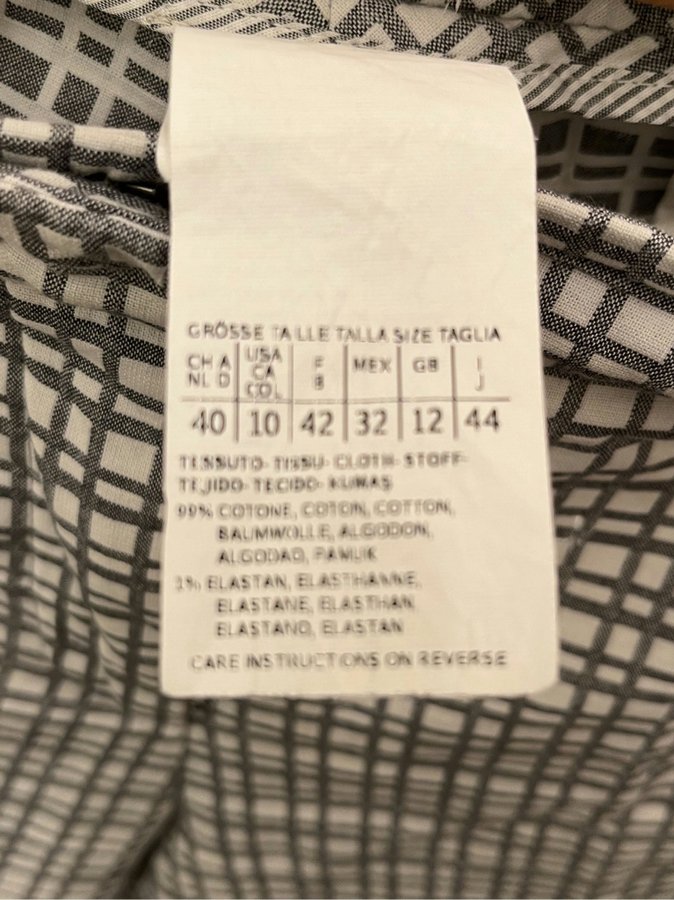 GRÖSSE TAILLE TALLA SIZE TAGLIA
CH A NL D | USA CA COL | F B | MEX | GB | I J
40 | 10 | 42 | 32 | 12 | 44
TESSUTO- TISSU- CLOTH- STOFF-
TEJIDO- TECIDO- KUMAS
99% COTONE, COTON, COTTON,
BAUMWOLLE, ALGODON,
ALGODAO, PAMUK
1% ELASTAN, ELASTHANNE,
ELASTANE, ELASTHAN
ELASTANO, ELASTAN
CARE INSTRUCTIONS ON REVERSE